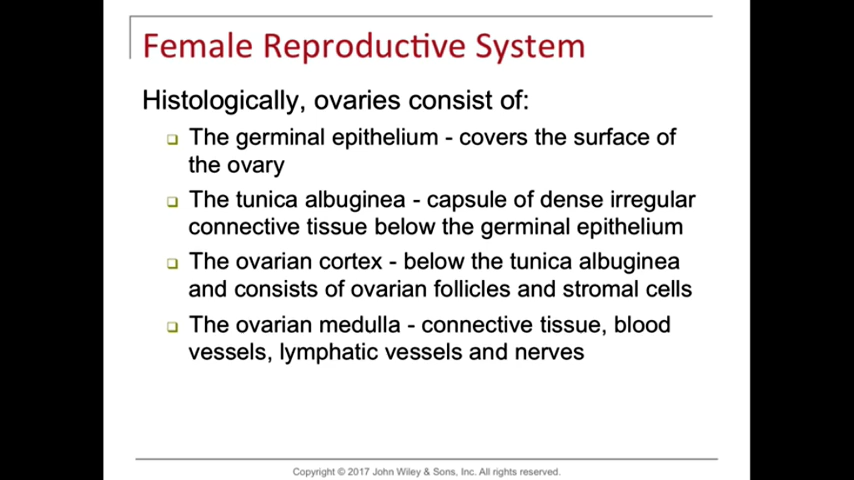 Female Reproductive System
Histologically, ovaries consist of:
The germinal epithelium - covers the surface of
the ovary
The tunica albuginea - capsule of dense irregular
connective tissue below the germinal epithelium
The ovarian cortex - below the tunica albuginea
and consists of ovarian follicles and stromal cells
The ovarian medulla - connective tissue, blood
vessels, lymphatic vessels and nerves
Copyright © 2017 John Wiley & Sons, Inc. All rights reserved.